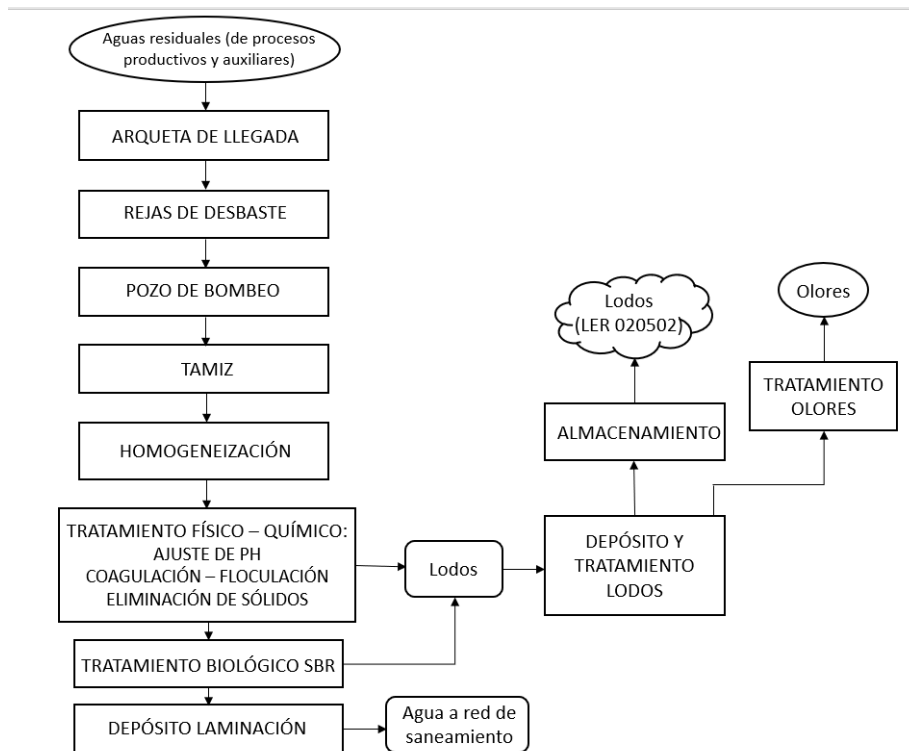 Aguas residuales (de procesos
productivos y auxiliares)
ARQUETA DE LLEGADA
REJAS DE DESBASTE
POZO DE BOMBEO
TAMIZ
HOMOGENEIZACIÓN
TRATAMIENTO FÍSICO – QUÍMICO:
AJUSTE DE PH
COAGULACIÓN – FLOCULACIÓN
ELIMINACIÓN DE SÓLIDOS
TRATAMIENTO BIOLÓGICO SBR
DEPÓSITO LAMINACIÓN
Agua a red de
saneamiento
Lodos
DEPÓSITO Y
TRATAMIENTO
LODOS
ALMACENAMIENTO
Lodos
(LER 020502)
TRATAMIENTO
OLORES
Olores